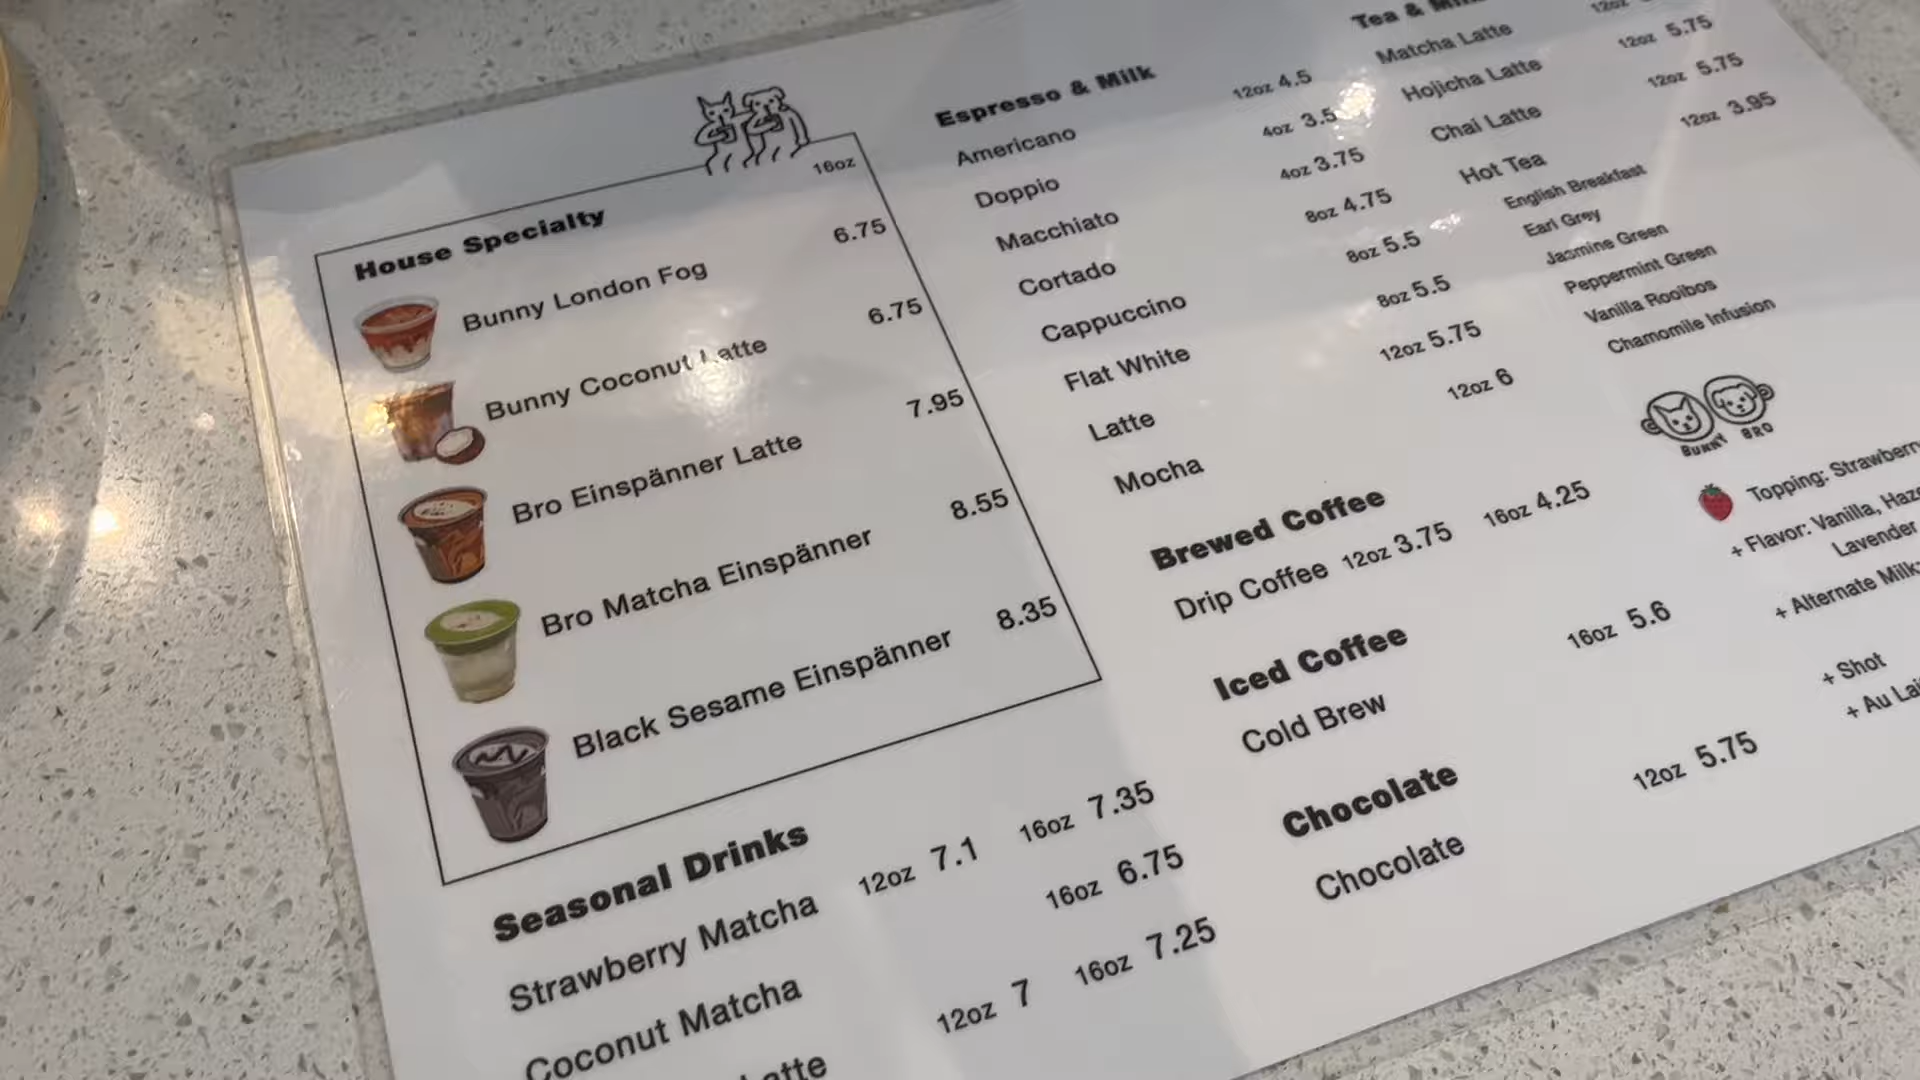 House Specialty 16oz
Bunny London Fog 6.75
Bunny Coconut Latte 6.75
Bro Einspänner Latte 7.95
Bro Matcha Einspänner 8.55
Black Sesame Einspänner 8.35
Seasonal Drinks
Strawberry Matcha 12oz 7.1 16oz 7.35
Coconut Matcha 16oz 6.75
Latte 12oz 7 16oz 7.25
Espresso & Milk
Americano 12oz 4.5
Doppio 4oz 3.5
Macchiato 4oz 3.75
Cortado 8oz 4.75
Cappuccino 8oz 5.5
Flat White 8oz 5.5
Latte 12oz 5.75
Mocha 12oz 6
Brewed Coffee
Drip Coffee 12oz 3.75 16oz 4.25
Iced Coffee
Cold Brew 16oz 5.6
Chocolate
Chocolate 12oz 5.75
Tea &
Matcha Latte 12oz
Hojicha Latte 12oz 5.75
Chai Latte 12oz 5.75
Hot Tea 12oz 3.95
English Breakfast
Earl Grey
Jasmine Green
Peppermint Green
Vanilla Rooibos
Chamomile Infusion
BUNNY BRO
Topping:
+ Flavor: Vanilla,
Lavender
+ Alternate
+ Shot
+ Au